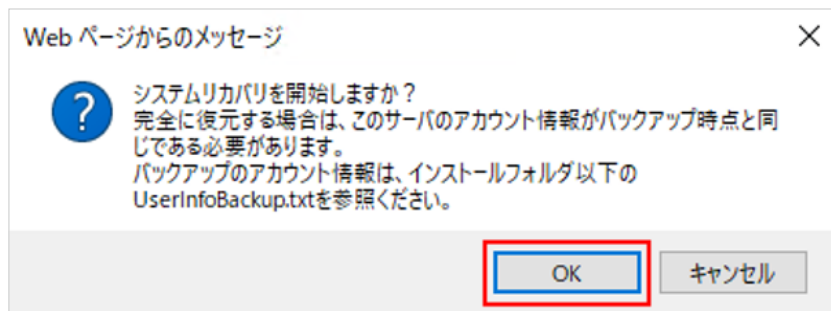 Web ページからのメッセージ
?
システムリカバリを開始しますか？
完全に復元する場合は、このサーバのアカウント情報がバックアップ時点と同
じである必要があります。
バックアップのアカウント情報は、インストールフォルダ以下の
UserInfoBackup.txtを参照ください。
OK
キャンセル